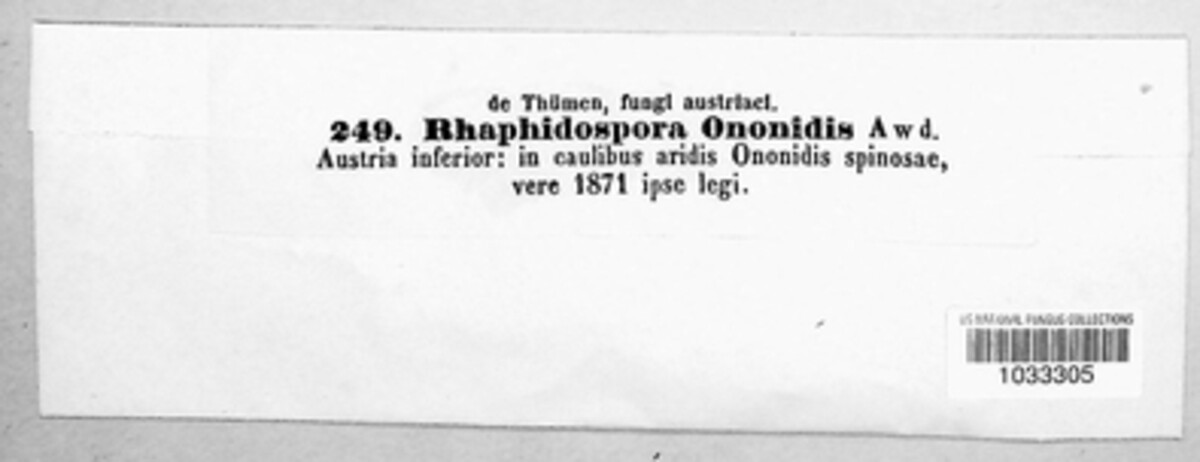 de Thümen, fungi austriaci.
249. Rhaphidospora Ononidis Awd.
Austria inferior: in caulibus aridis Ononidis spinosae,
vere 1871 ipse legi.
US NATIONAL FUNGUS COLLECTIONS
1033305